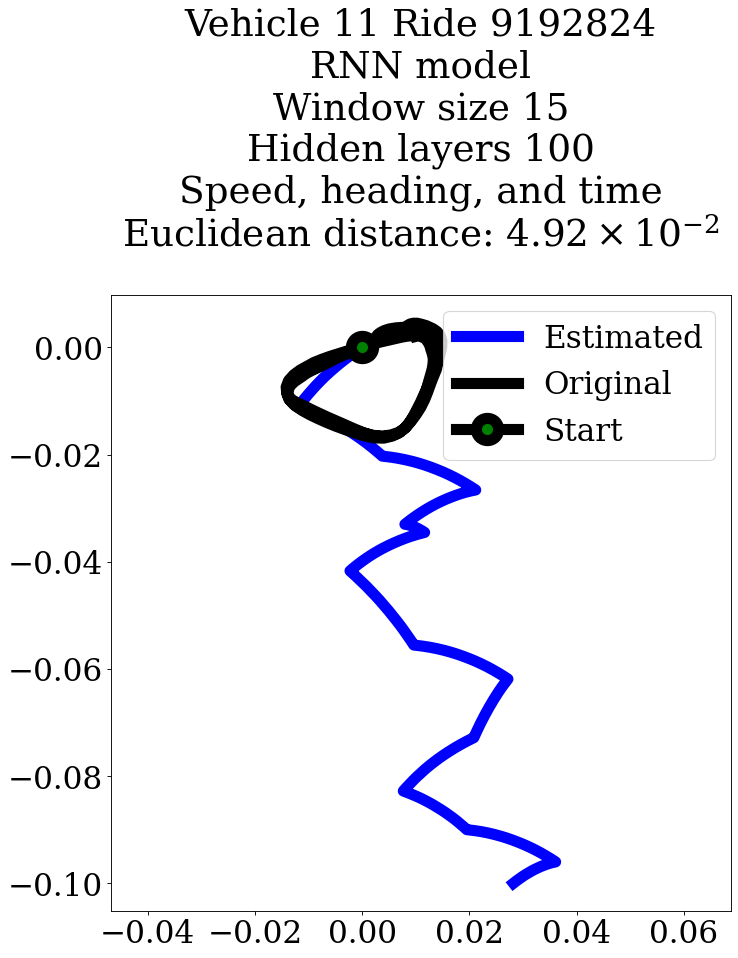 Vehicle 11 Ride 9192824
RNN model
Window size 15
Hidden layers 100
Speed, heading, and time
Euclidean distance: 4.92 × 10⁻²
Estimated
Original
Start
0.00
−0.02
−0.04
−0.06
−0.08
−0.10
−0.04 −0.02 0.00 0.02 0.04 0.06